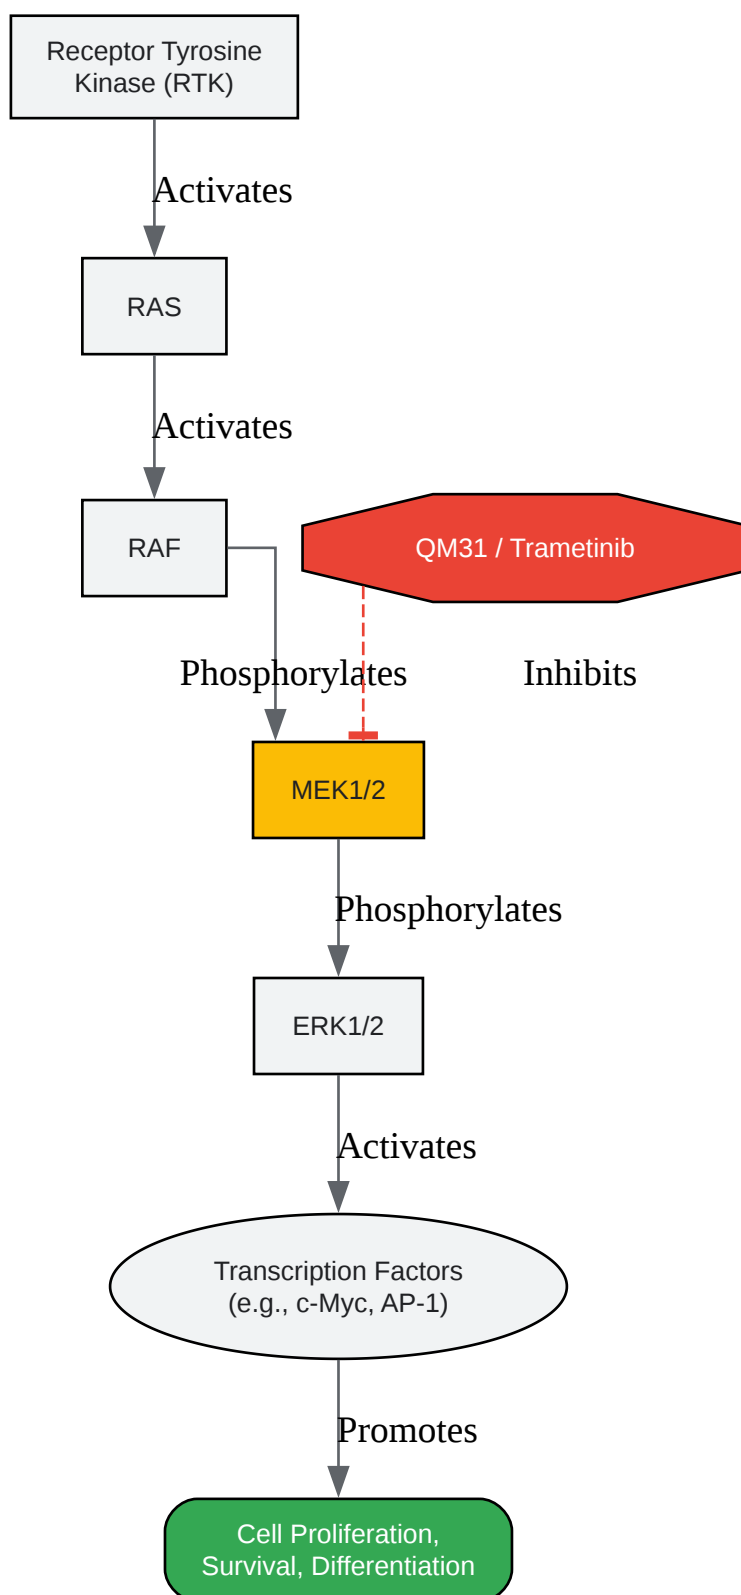 Receptor Tyrosine
Kinase (RTK)
Activates
RAS
Activates
RAF
QM31 / Trametinib
Phosphorylates
Inhibits
MEK1/2
Phosphorylates
ERK1/2
Activates
Transcription Factors
(e.g., c-Myc, AP-1)
Promotes
Cell Proliferation,
Survival, Differentiation